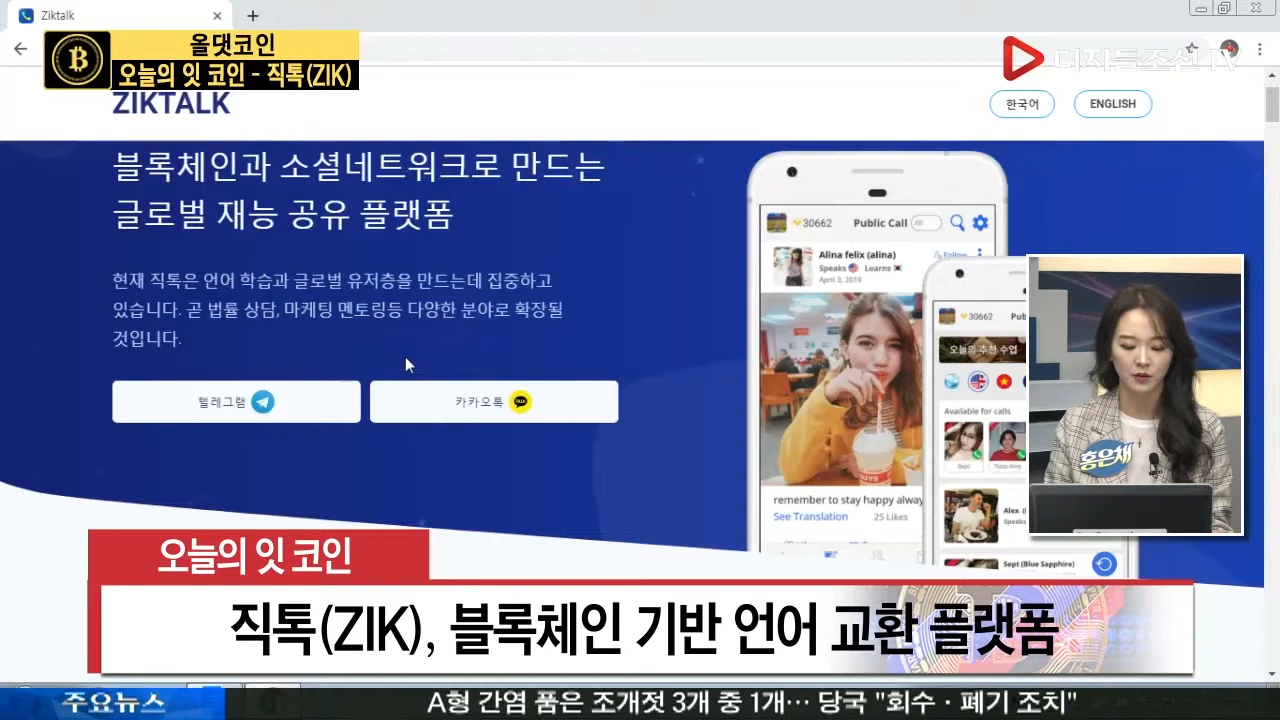 Ziktalk
올댓코인
오늘의 잇 코인 - 직톡(ZIK)
디지틀조선TV
ZIKTALK
한국어
ENGLISH
블록체인과 소셜네트워크로 만드는
글로벌 재능 공유 플랫폼
현재 직톡은 언어 학습과 글로벌 유저층을 만드는데 집중하고
있습니다. 곧 법률 상담, 마케팅 멘토링등 다양한 분야로 확장될
것입니다.
텔레그램
카카오톡
30662
Public Call
Alina felix (alina)
Follow
Speaks
Learns
April 3, 2019
remember to stay happy alway
See Translation
25 Likes
30662
Pub
오늘의 추천 수업
Available for calls
Sept
Tutor Amy
Alex
Speaks
Sept (Blue Sapphire)
홍은채
오늘의 잇 코인
직톡(ZIK), 블록체인 기반 언어 교환 플랫폼
주요뉴스
A형 간염 품은 조개젓 3개 중 1개… 당국 "회수·폐기 조치"